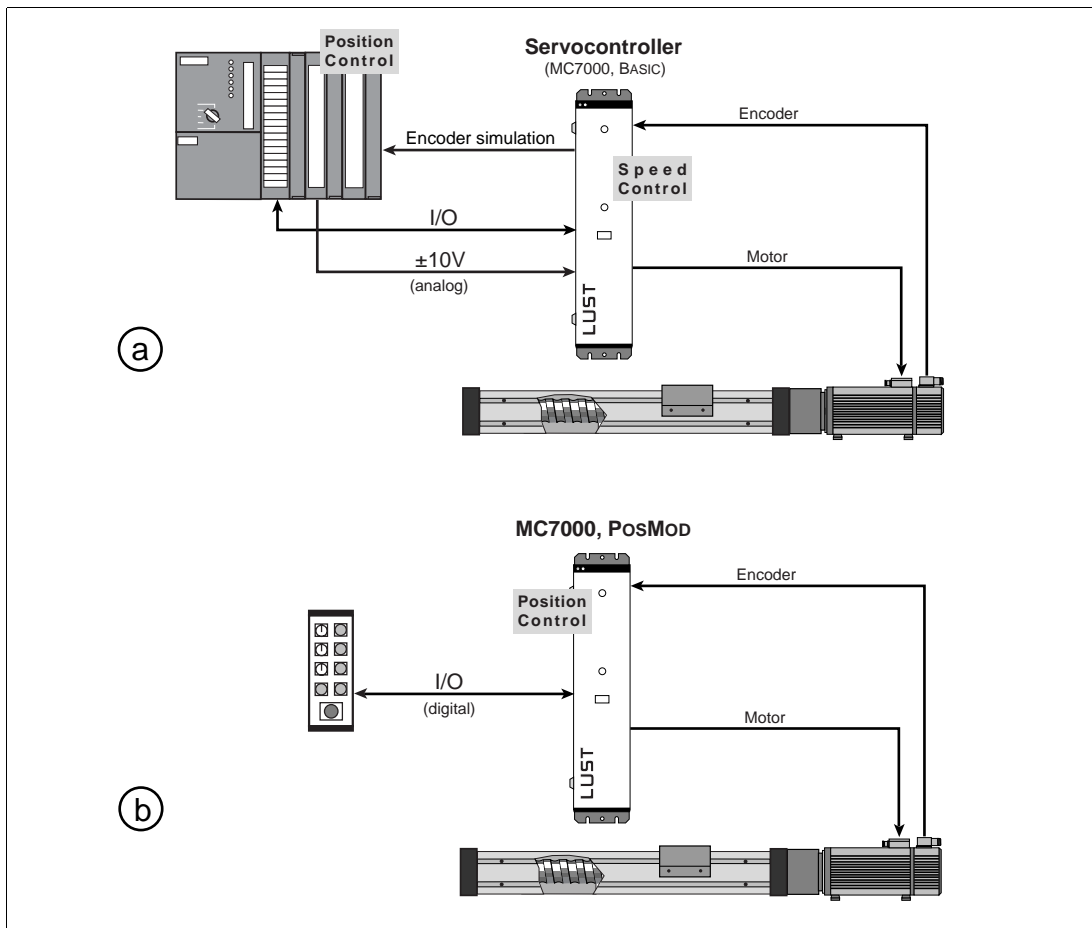 Position
Control
Servocontroller
(MC7000, BASIC)
Encoder
Encoder simulation
Speed
Control
I/O
±10V
(analog)
Motor
LUST
a
MC7000, POSMOD
Encoder
Position
Control
I/O
(digital)
Motor
LUST
b